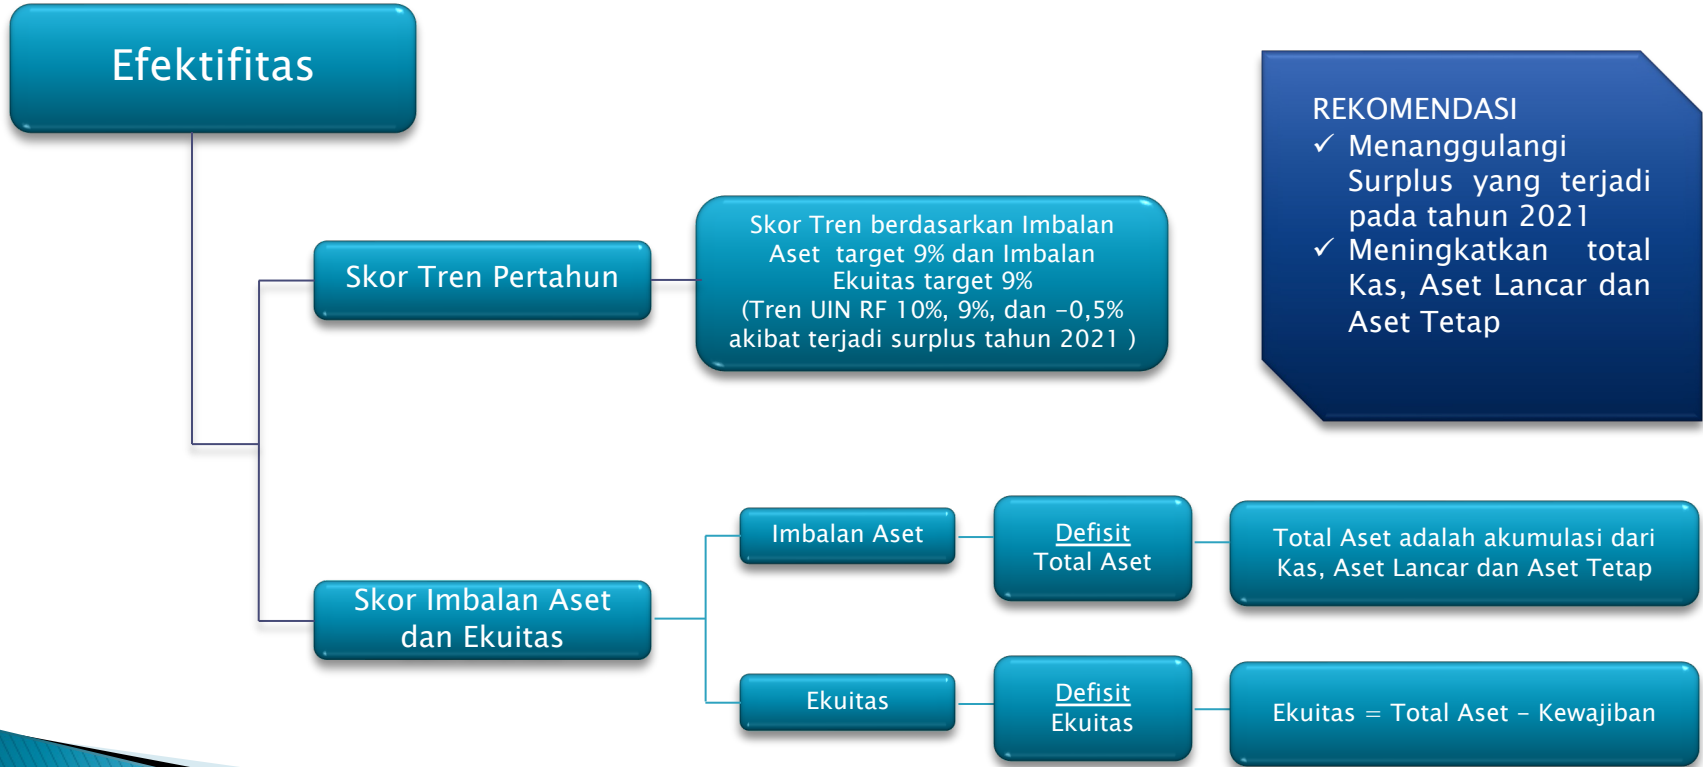 Efektifitas
REKOMENDASI
✓ Menanggulangi
Surplus yang terjadi
pada tahun 2021
✓ Meningkatkan total
Kas, Aset Lancar dan
Aset Tetap
Skor Tren Pertahun
Skor Tren berdasarkan Imbalan
Aset target 9% dan Imbalan
Ekuitas target 9%
(Tren UIN RF 10%, 9%, dan -0,5%
akibat terjadi surplus tahun 2021 )
Skor Imbalan Aset
dan Ekuitas
Imbalan Aset
Defisit
Total Aset
Total Aset adalah akumulasi dari
Kas, Aset Lancar dan Aset Tetap
Ekuitas
Defisit
Ekuitas
Ekuitas = Total Aset - Kewajiban